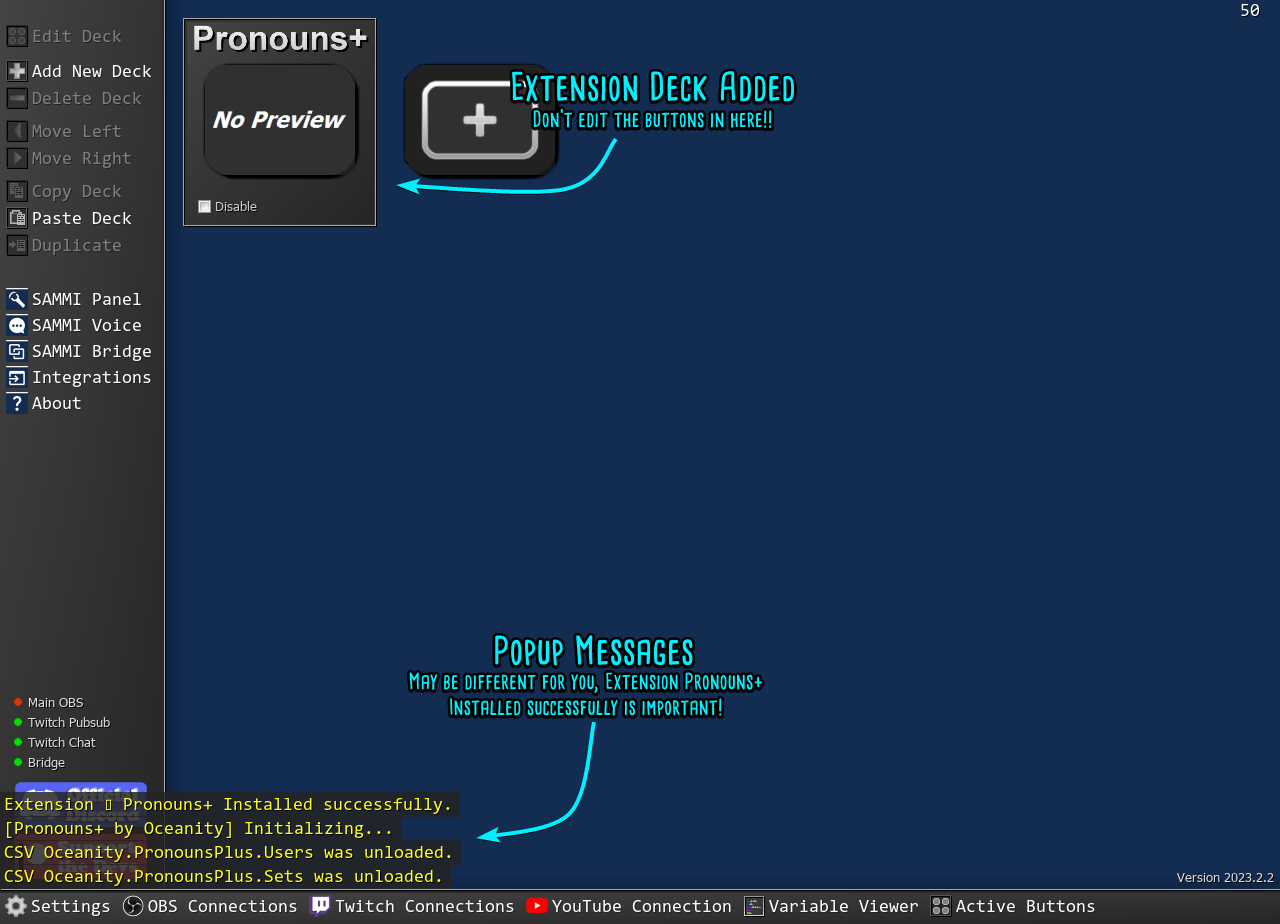 50
Edit Deck
Add New Deck
Delete Deck
Move Left
Move Right
Copy Deck
Paste Deck
Duplicate
SAMMI Panel
SAMMI Voice
SAMMI Bridge
Integrations
About
Pronouns+
No Preview
Disable
Extension Deck Added
Don't edit the buttons in here!!
Popup Messages
May be different for you, Extension Pronouns+
Installed successfully is important!
Main OBS
Twitch Pubsub
Twitch Chat
Bridge
Official
Discord
Extension Pronouns+ Installed successfully.
[Pronouns+ by Oceanity] Initializing...
CSV Oceanity.PronounsPlus.Users was unloaded.
CSV Oceanity.PronounsPlus.Sets was unloaded.
Version 2023.2.2
Settings
OBS Connections
Twitch Connections
YouTube Connection
Variable Viewer
Active Buttons